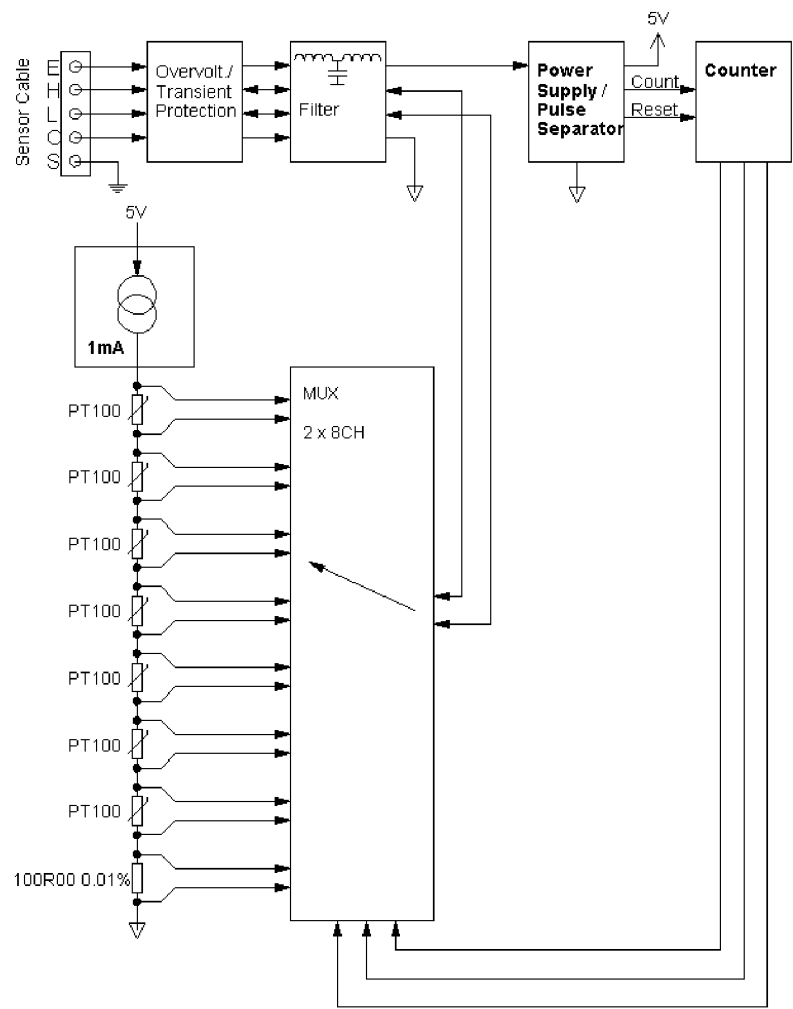 Sensor Cable
E
H
L
C
S
Overvolt./
Transient
Protection
Filter
Power
Supply /
Pulse
Separator
5V
Count
Reset
Counter
5V
1mA
MUX
2 x 8CH
PT100
PT100
PT100
PT100
PT100
PT100
PT100
100R00 0.01%